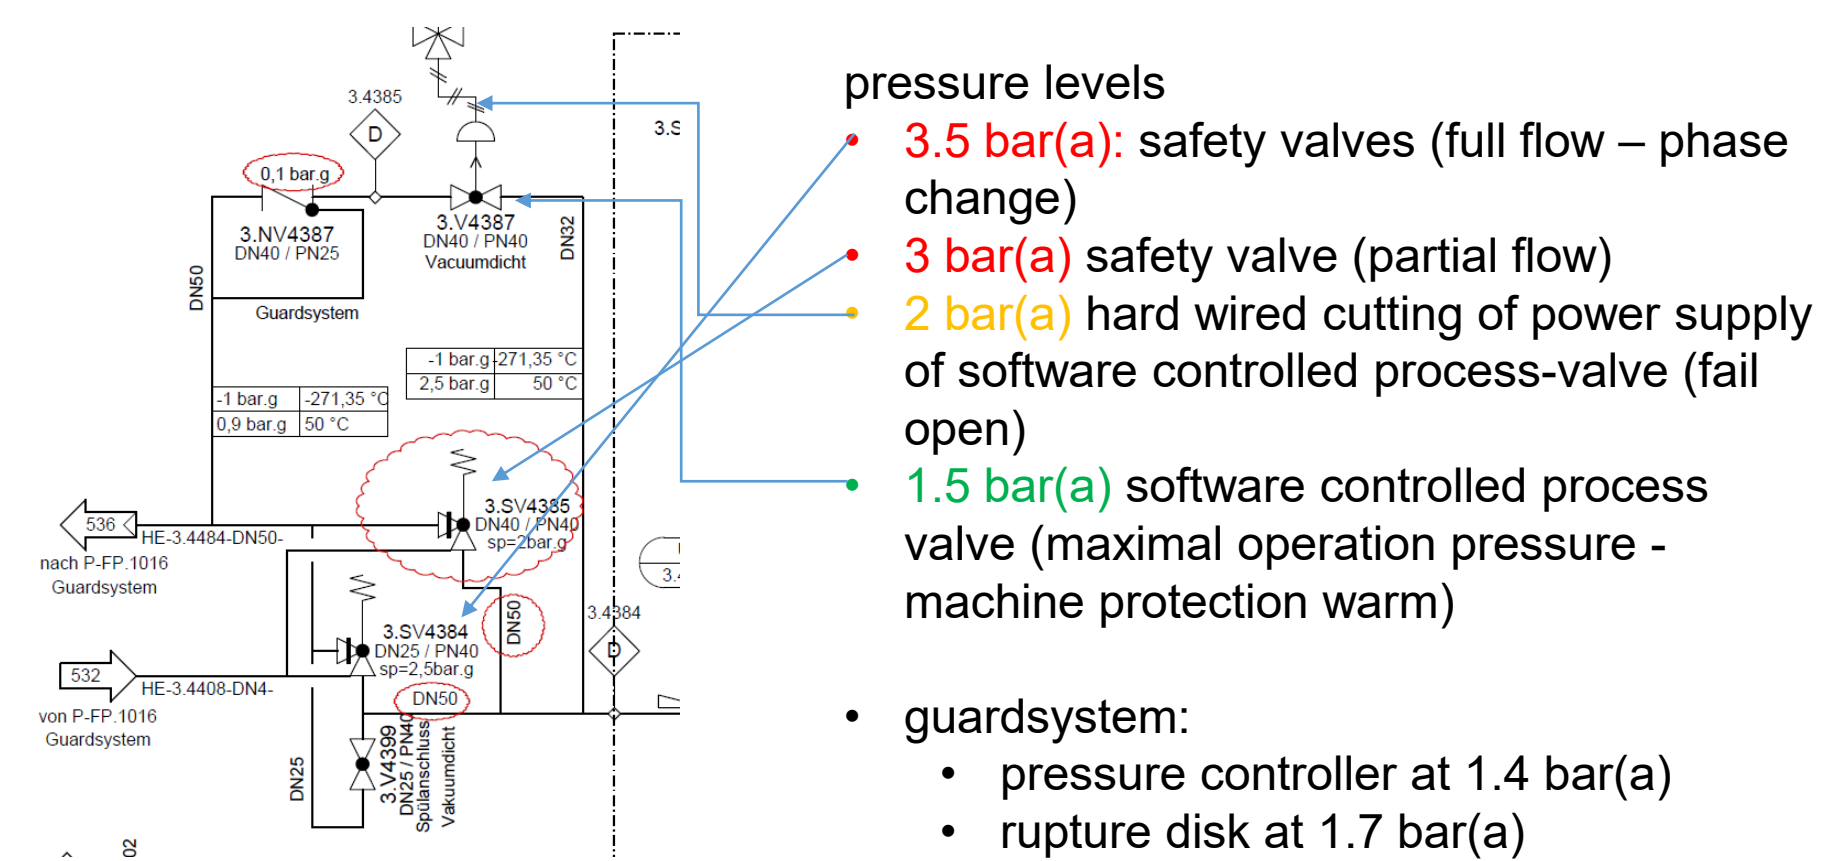 3.4385
D
0,1 bar.g
3.NV4387
DN40 / PN25
3.V4387
DN40 / PN40
Vacuumdicht
DN32
DN50
Guardsystem
-1 bar.g -271,35 °C
2,5 bar.g 50 °C
-1 bar.g -271,35 °C
0,9 bar.g 50 °C
3.SV4385
DN40 / PN40
sp=2bar.g
536
HE-3.4484-DN50-
nach P-FP.1016
Guardsystem
DN50
3.4384
D
3.SV4384
DN25 / PN40
sp=2,5bar.g
532
HE-3.4408-DN4-
von P-FP.1016
Guardsystem
DN50
DN25
3.V4399
DN25 / PN40
Spülanschluss
Vakuumdicht
02
3.S
3.4
pressure levels
• 3.5 bar(a): safety valves (full flow – phase
change)
• 3 bar(a) safety valve (partial flow)
• 2 bar(a) hard wired cutting of power supply
of software controlled process-valve (fail
open)
• 1.5 bar(a) software controlled process
valve (maximal operation pressure -
machine protection warm)
• guardsystem:
• pressure controller at 1.4 bar(a)
• rupture disk at 1.7 bar(a)